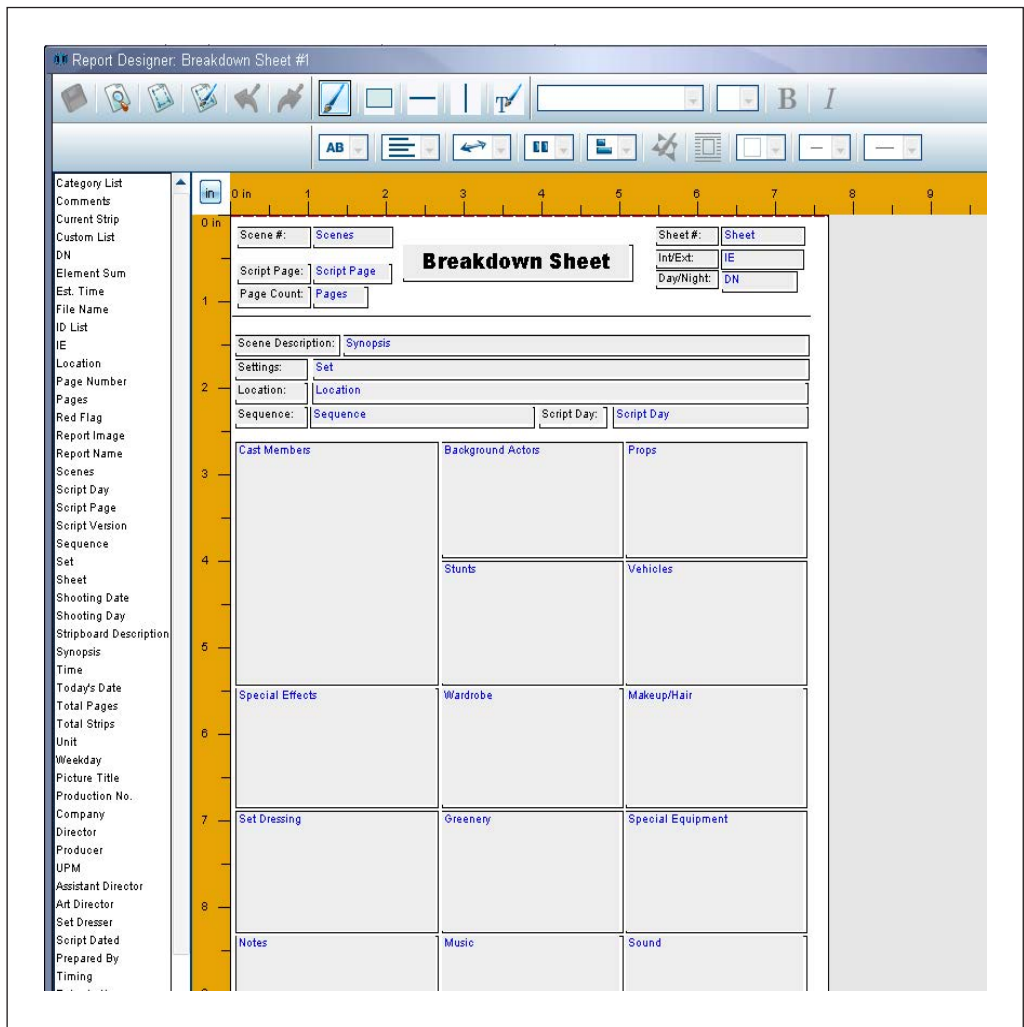 Report Designer: Breakdown Sheet #1
B I
AB
Category List
Comments
Current Strip
Custom List
DN
Element Sum
Est. Time
File Name
ID List
IE
Location
Page Number
Pages
Red Flag
Report Image
Report Name
Scenes
Script Day
Script Page
Script Version
Sequence
Set
Sheet
Shooting Date
Shooting Day
Stripboard Description
Synopsis
Time
Today's Date
Total Pages
Total Strips
Unit
Weekday
Picture Title
Production No.
Company
Director
Producer
UPM
Assistant Director
Art Director
Set Dresser
Script Dated
Prepared By
Timing
in 0 in 1 2 3 4 5 6 7 8 9
0 in
1
2
3
4
5
6
7
8
Scene #: Scenes
Script Page: Script Page
Page Count: Pages
Breakdown Sheet
Sheet #: Sheet
Int/Ext: IE
Day/Night: DN
Scene Description: Synopsis
Settings: Set
Location: Location
Sequence: Sequence Script Day: Script Day
Cast Members Background Actors Props
Stunts Vehicles
Special Effects Wardrobe Makeup/Hair
Set Dressing Greenery Special Equipment
Notes Music Sound